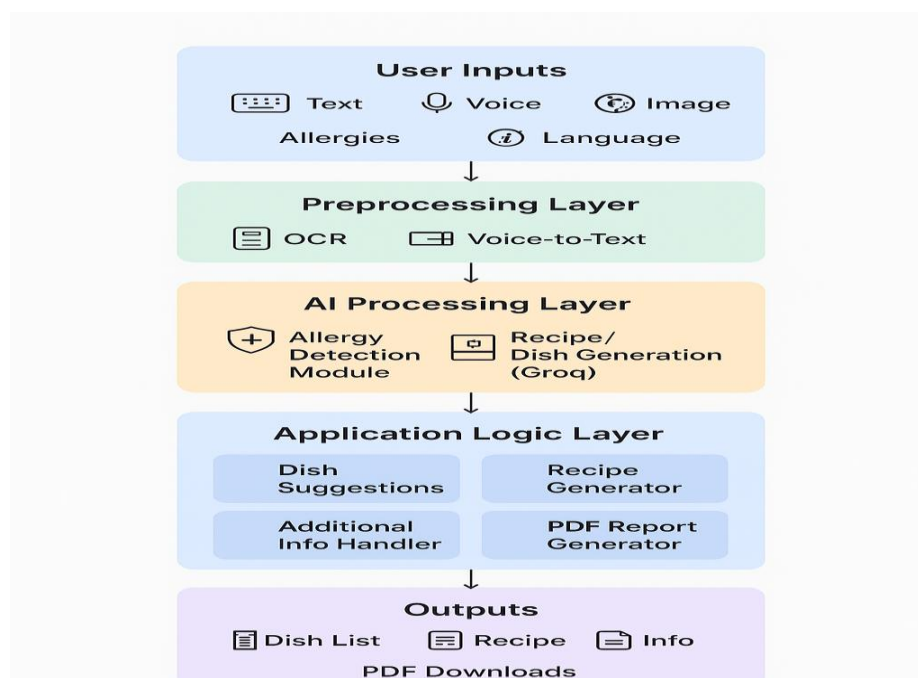 User Inputs
Text Voice Image
Allergies Language
Preprocessing Layer
OCR Voice-to-Text
AI Processing Layer
Allergy
Detection
Module
Recipe/
Dish Generation
(Groq)
Application Logic Layer
Dish
Suggestions
Recipe
Generator
Additional
Info Handler
PDF Report
Generator
Outputs
Dish List Recipe Info
PDF Downloads